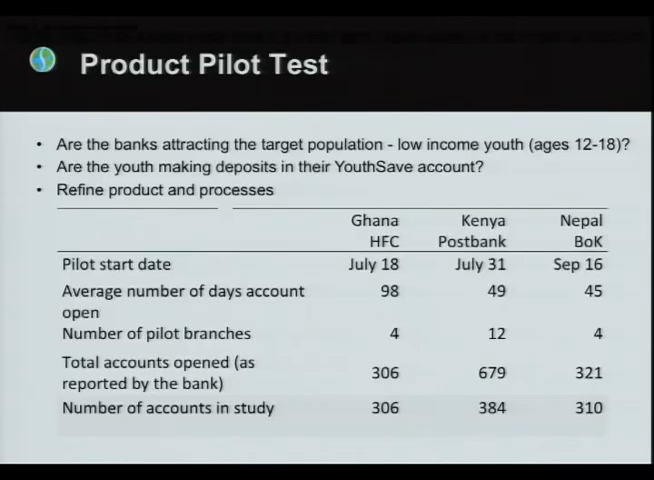 Product Pilot Test
• Are the banks attracting the target population - low income youth (ages 12-18)?
• Are the youth making deposits in their YouthSave account?
• Refine product and processes
Ghana Kenya Nepal
HFC Postbank BoK
Pilot start date July 18 July 31 Sep 16
Average number of days account 98 49 45
open
Number of pilot branches 4 12 4
Total accounts opened (as
reported by the bank) 306 679 321
Number of accounts in study 306 384 310